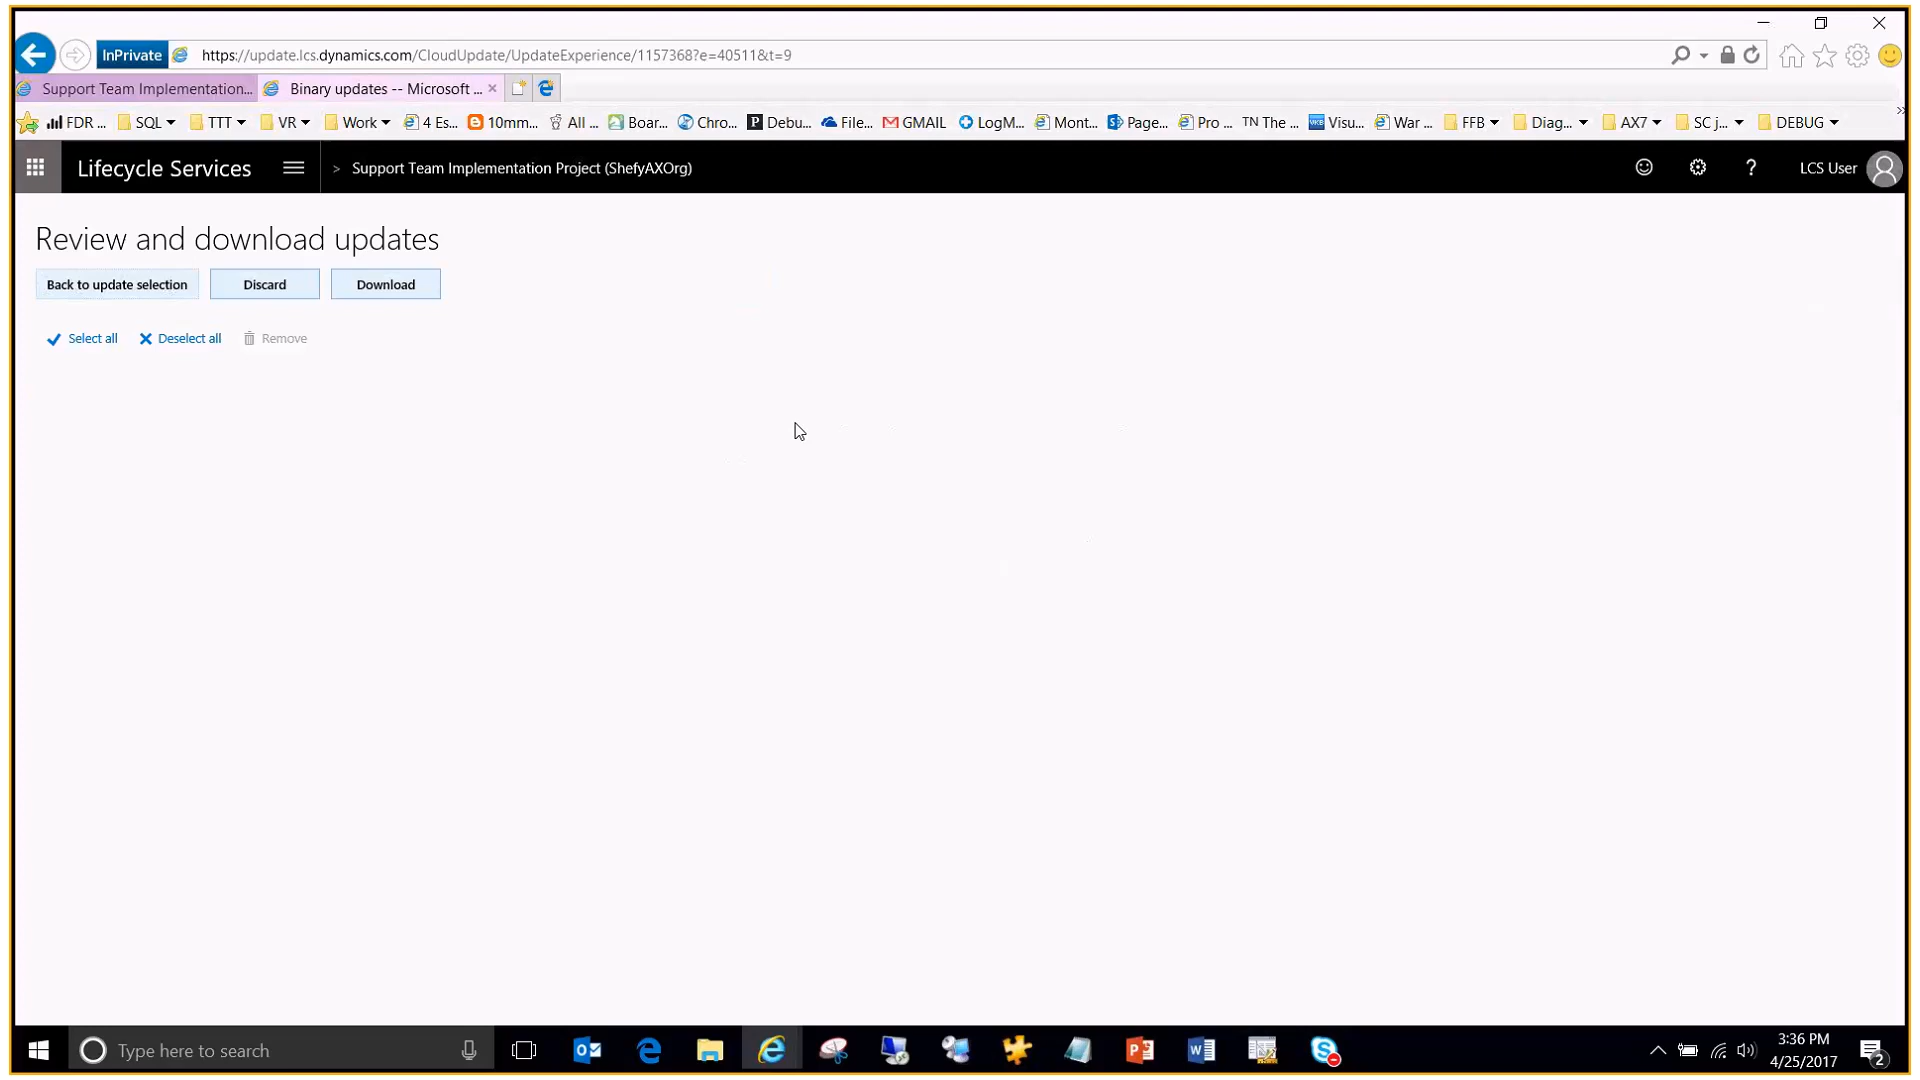 InPrivate https://update.lcs.dynamics.com/CloudUpdate/UpdateExperience/1157368?e=40511&t=9
Support Team Implementation... Binary updates -- Microsoft ...
FDR ... SQL TTT VR Work 4 Es... 10mm... All ... Boar... Chro... Debu... File... GMAIL LogM... Mont... Page... Pro ... TN The ... Visu... War ... FFB Diag... AX7 SC j... DEBUG
Lifecycle Services > Support Team Implementation Project (ShefyAXOrg) ? LCS User
Review and download updates
Back to update selection Discard Download
Select all Deselect all Remove
Type here to search
3:36 PM
4/25/2017
2